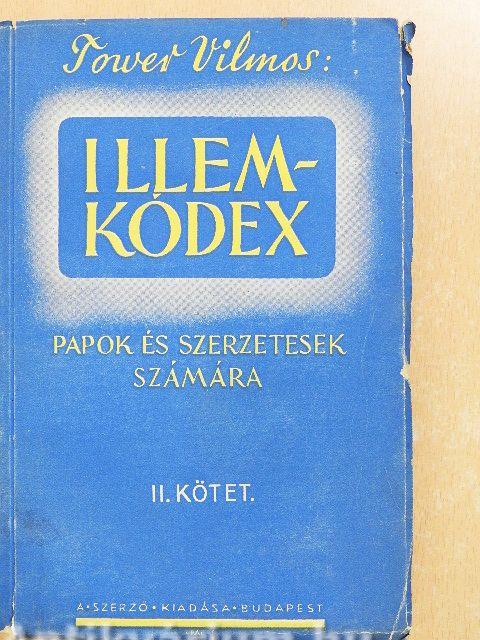 Tower Vilmos:
ILLEM-
KÓDEX
PAPOK ÉS SZERZETESEK
SZÁMÁRA
II. KÖTET.
A·SZERZŐ·KIADÁSA·BUDAPEST